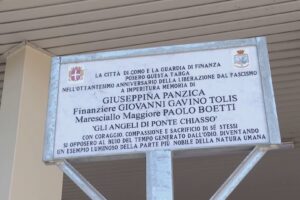 LA CITTÀ DI COMO E LA GUARDIA DI FINANZA
POSERO QUESTA TARGA
NELL'OTTANTESIMO ANNIVERSARIO DELLA LIBERAZIONE DAL FASCISMO
A IMPERITURA MEMORIA DI
GIUSEPPINA PANZICA
Finanziere GIOVANNI GAVINO TOLIS
Maresciallo Maggiore PAOLO BOETTI
'GLI ANGELI DI PONTE CHIASSO'
CON CORAGGIO, COMPASSIONE E SACRIFICIO DI SÉ STESSI
SI OPPOSERO AL BUIO DEL TEMPO GENERATO DALL'ODIO, DIVENTANDO
UN ESEMPIO LUMINOSO DELLA PARTE PIÙ NOBILE DELLA NATURA UMANA